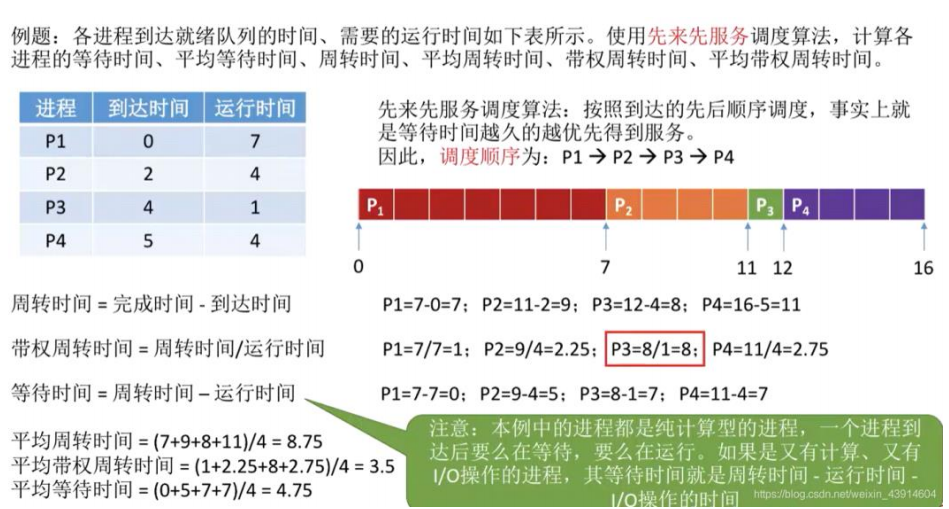 例题：各进程到达就绪队列的时间、需要的运行时间如下表所示。使用先来先服务调度算法，计算各
进程的等待时间、平均等待时间、周转时间、平均周转时间、带权周转时间、平均带权周转时间。
进程 到达时间 运行时间
P1 0 7
P2 2 4
P3 4 1
P4 5 4
先来先服务调度算法：按照到达的先后顺序调度，事实上就
是等待时间越久的越优先得到服务。
因此，调度顺序为：P1 → P2 → P3 → P4
P1 P2 P3 P4
0 7 11 12 16
周转时间 = 完成时间 - 到达时间
P1=7-0=7；P2=11-2=9；P3=12-4=8；P4=16-5=11
带权周转时间 = 周转时间/运行时间
P1=7/7=1；P2=9/4=2.25；P3=8/1=8；P4=11/4=2.75
等待时间 = 周转时间 – 运行时间
P1=7-7=0；P2=9-4=5；P3=8-1=7；P4=11-4=7
平均周转时间 = (7+9+8+11)/4 = 8.75
平均带权周转时间 = (1+2.25+8+2.75)/4 = 3.5
平均等待时间 = (0+5+7+7)/4 = 4.75
注意：本例中的进程都是纯计算型的进程，一个进程到
达后要么在等待，要么在运行。如果是又有计算、又有
I/O操作的进程，其等待时间就是周转时间 - 运行时间 -
I/O操作的时间
https://blog.csdn.net/weixin_43914604